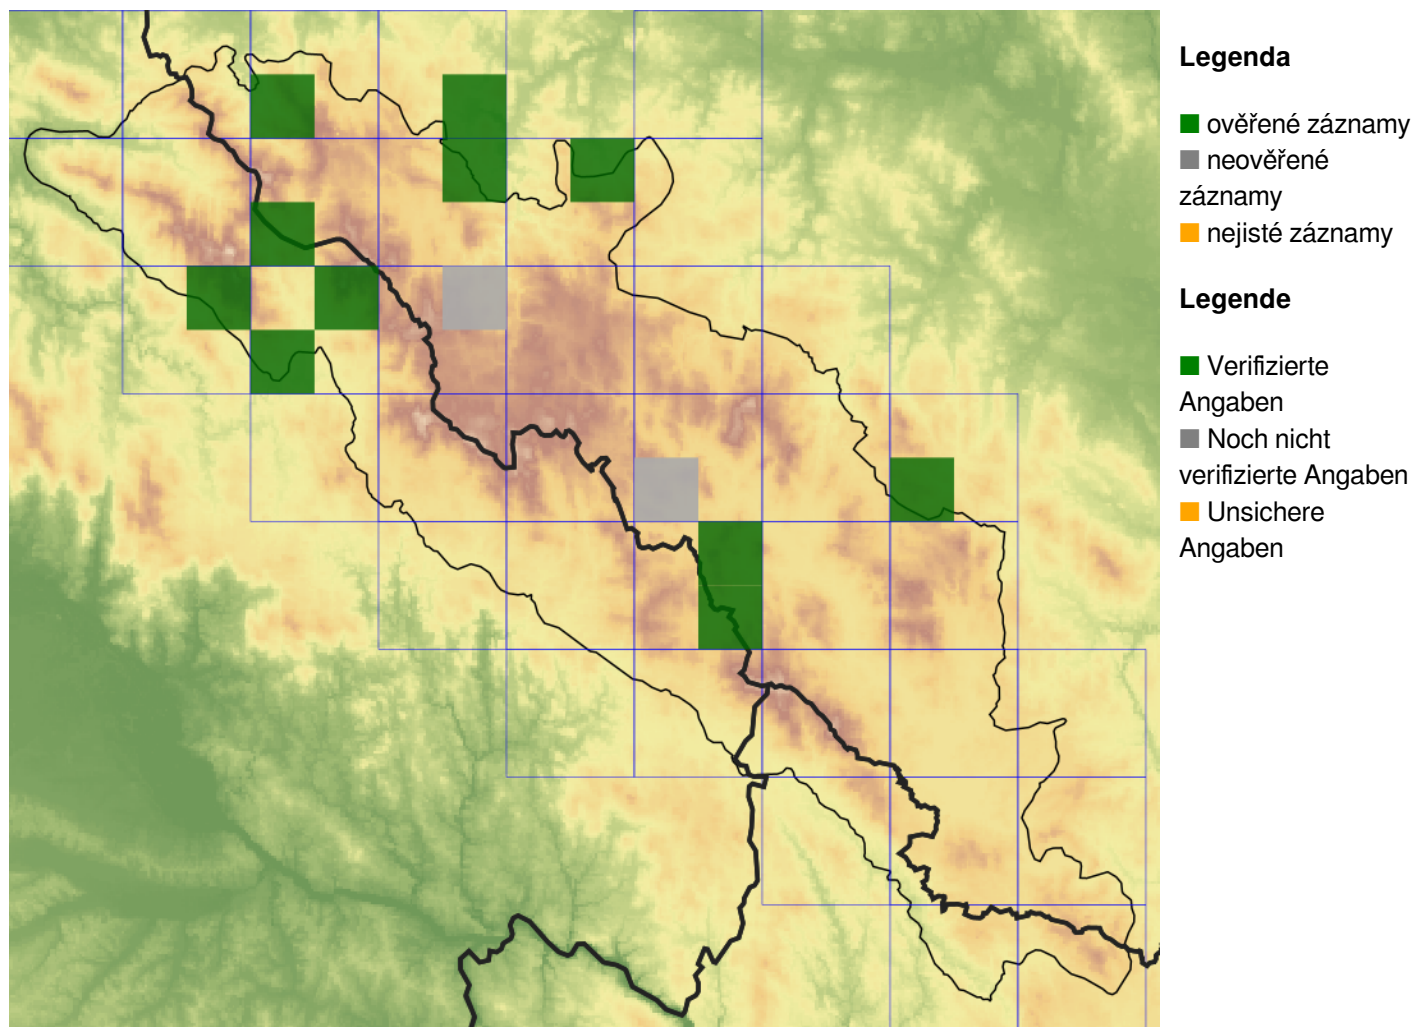 Legenda
ověřené záznamy
neověřené
záznamy
nejisté záznamy
Legende
Verifizierte
Angaben
Noch nicht
verifizierte Angaben
Unsichere
Angaben